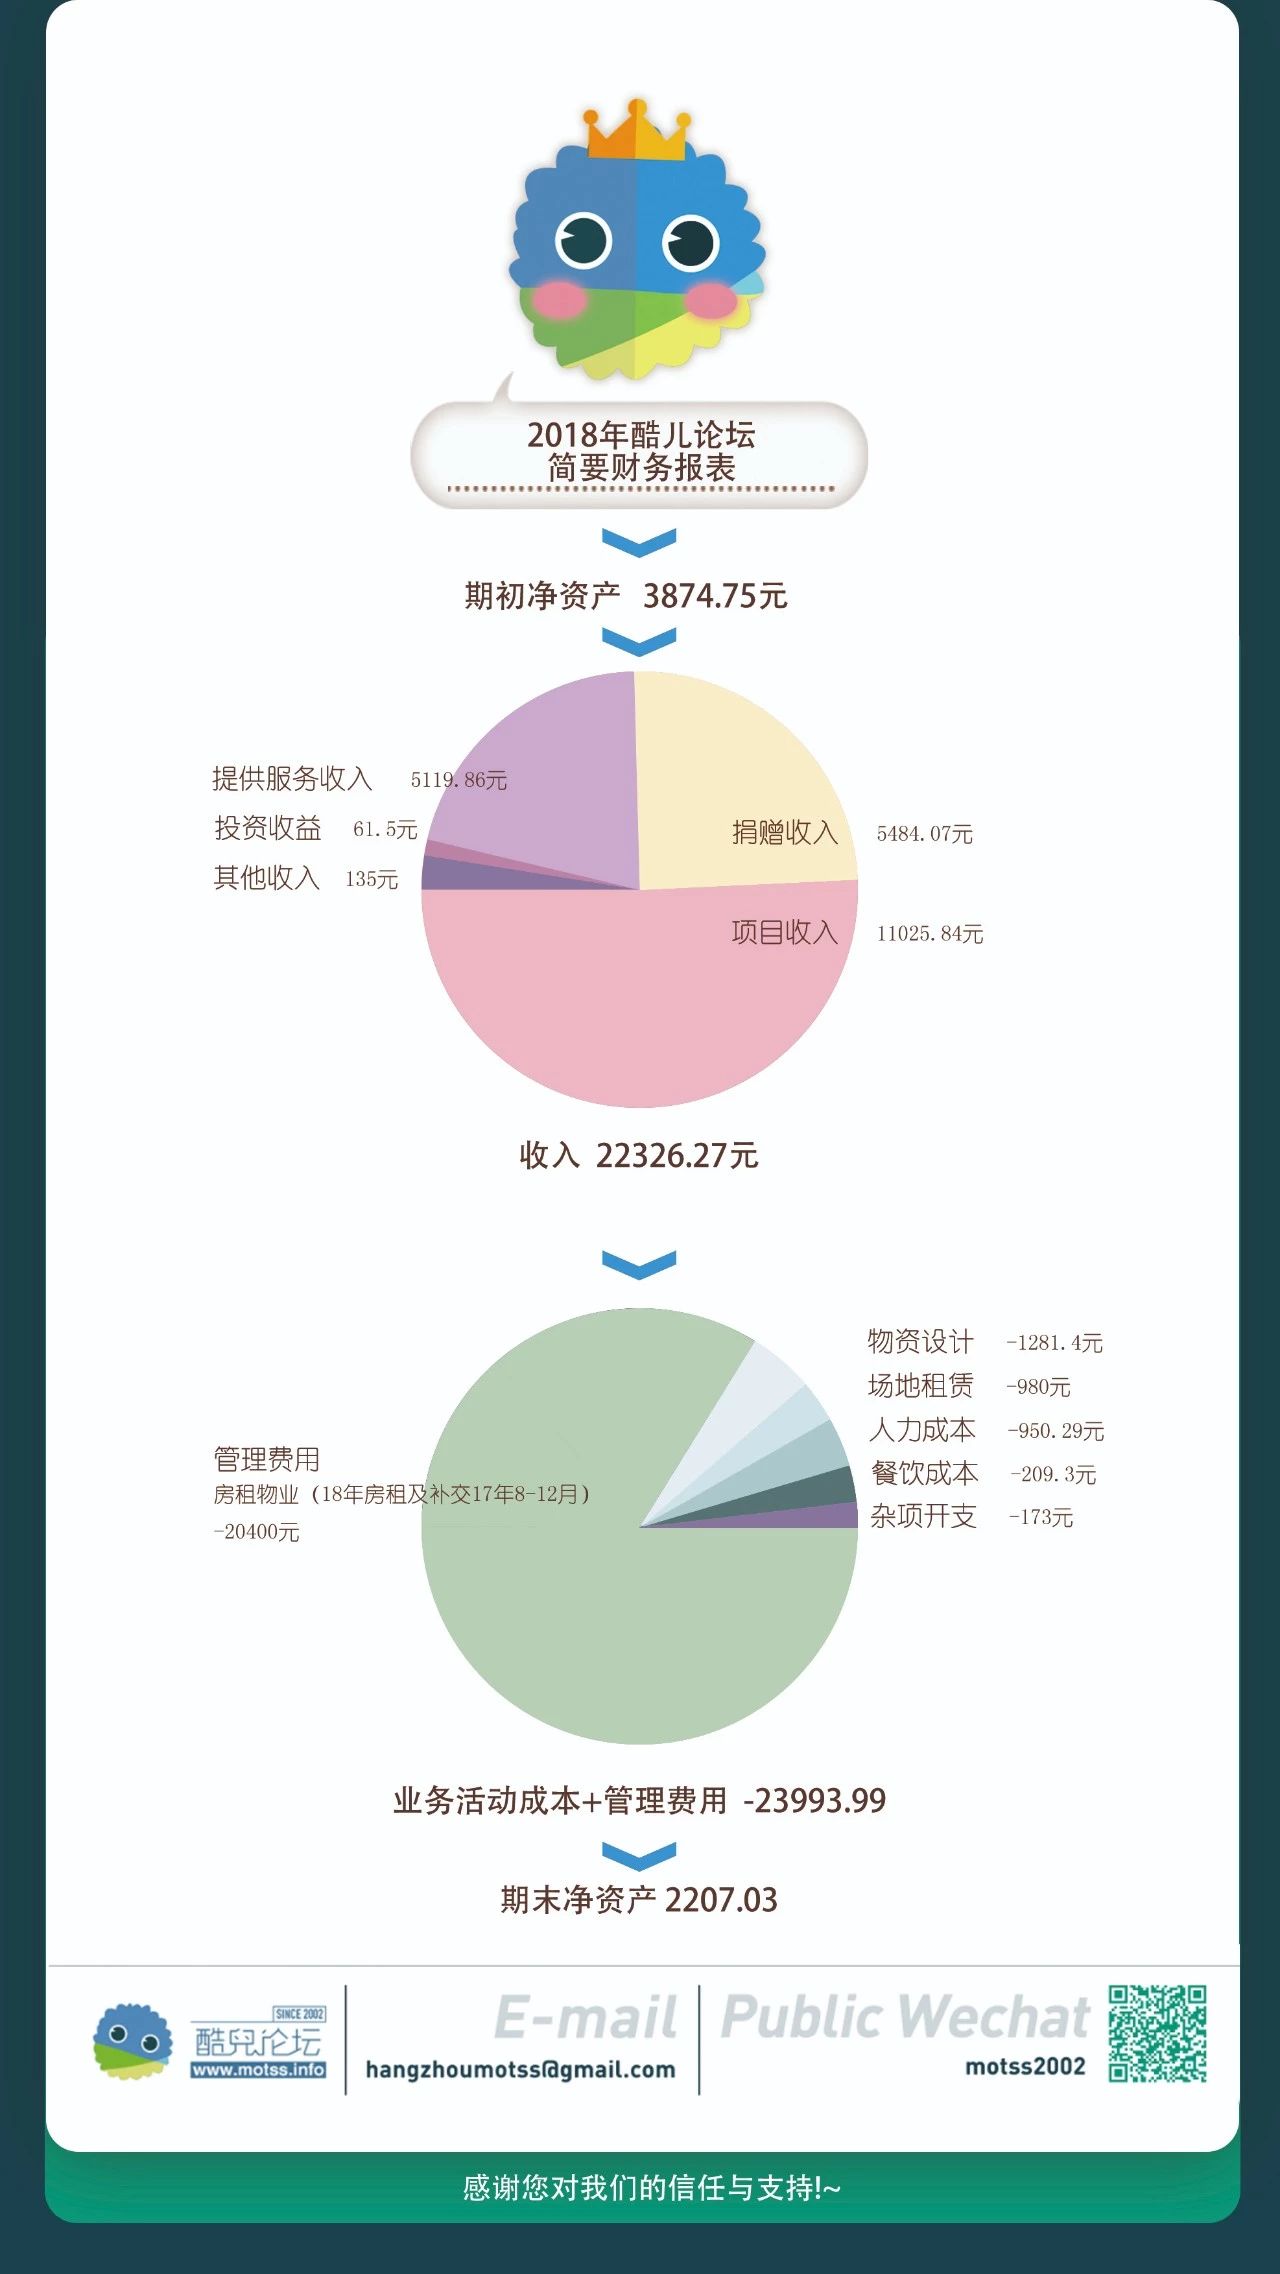 2018年酷儿论坛
简要财务报表
期初净资产 3874.75元
提供服务收入 5119.86元
投资收益 61.5元
其他收入 135元
捐赠收入 5484.07元
项目收入 11025.84元
收入 22326.27元
物资设计 -1281.4元
场地租赁 -980元
人力成本 -950.29元
餐饮成本 -209.3元
杂项开支 -173元
管理费用
房租物业（18年房租及补交17年8-12月）
-20400元
业务活动成本+管理费用 -23993.99
期末净资产 2207.03
SINCE 2002
酷兒论坛
www.motss.info
E-mail
hangzhoumotss@gmail.com
Public Wechat
motss2002
感谢您对我们的信任与支持!~